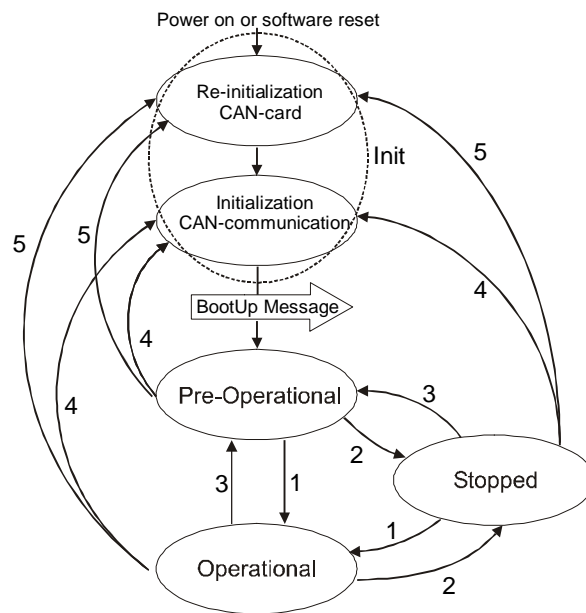 Power on or software reset
Re-initialization
CAN-card
Init
5
Initialization
CAN-communication
5
5
4
BootUp Message
4
4
Pre-Operational
3
2
Stopped
3
1
1
Operational
2